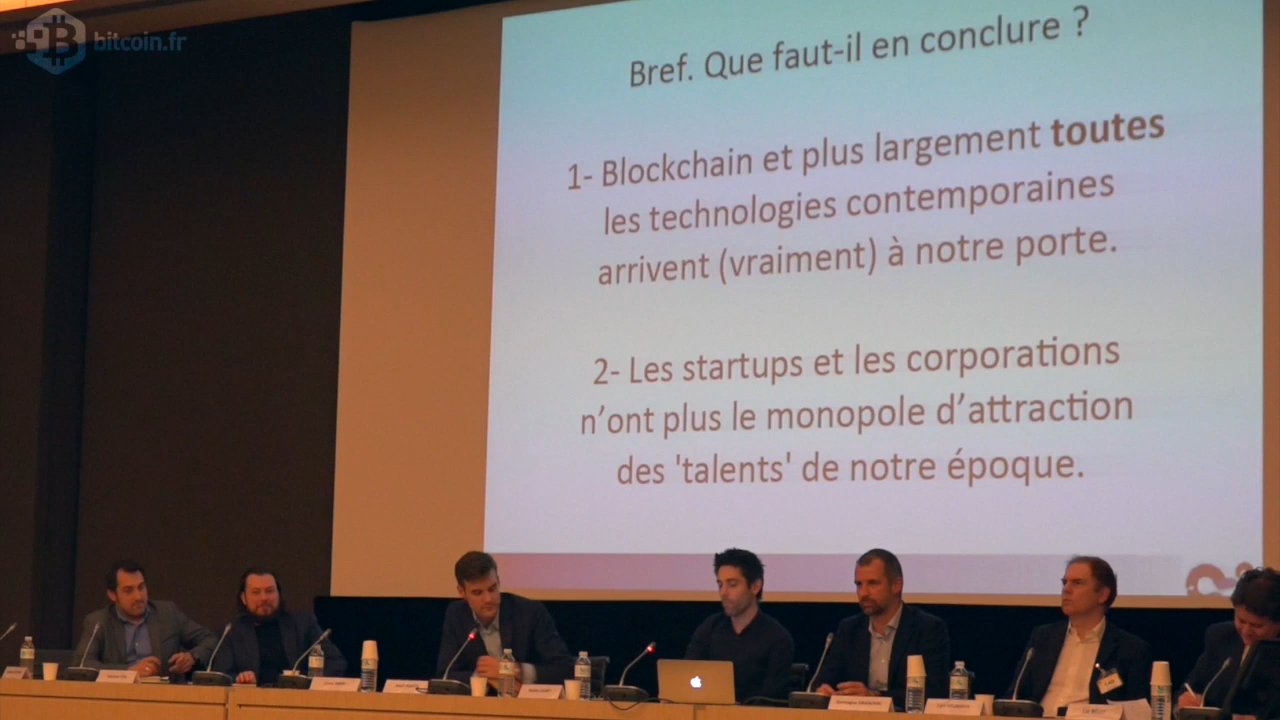 bitcoin.fr
Bref. Que faut-il en conclure ?
1- Blockchain et plus largement toutes
les technologies contemporaines
arrivent (vraiment) à notre porte.
2- Les startups et les corporations
n’ont plus le monopole d’attraction
des 'talents' de notre époque.